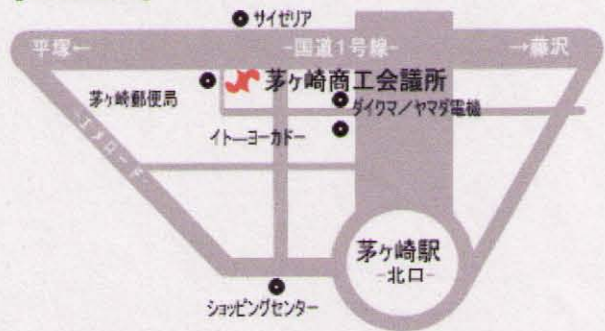 サイゼリア
平塚←
-国道1号線-
→藤沢
茅ヶ崎商工会議所
茅ヶ崎郵便局
ダイクマ／ヤマダ電機
イトーヨーカドー
-エメロード-
茅ヶ崎駅
-北口-
ショッピングセンター